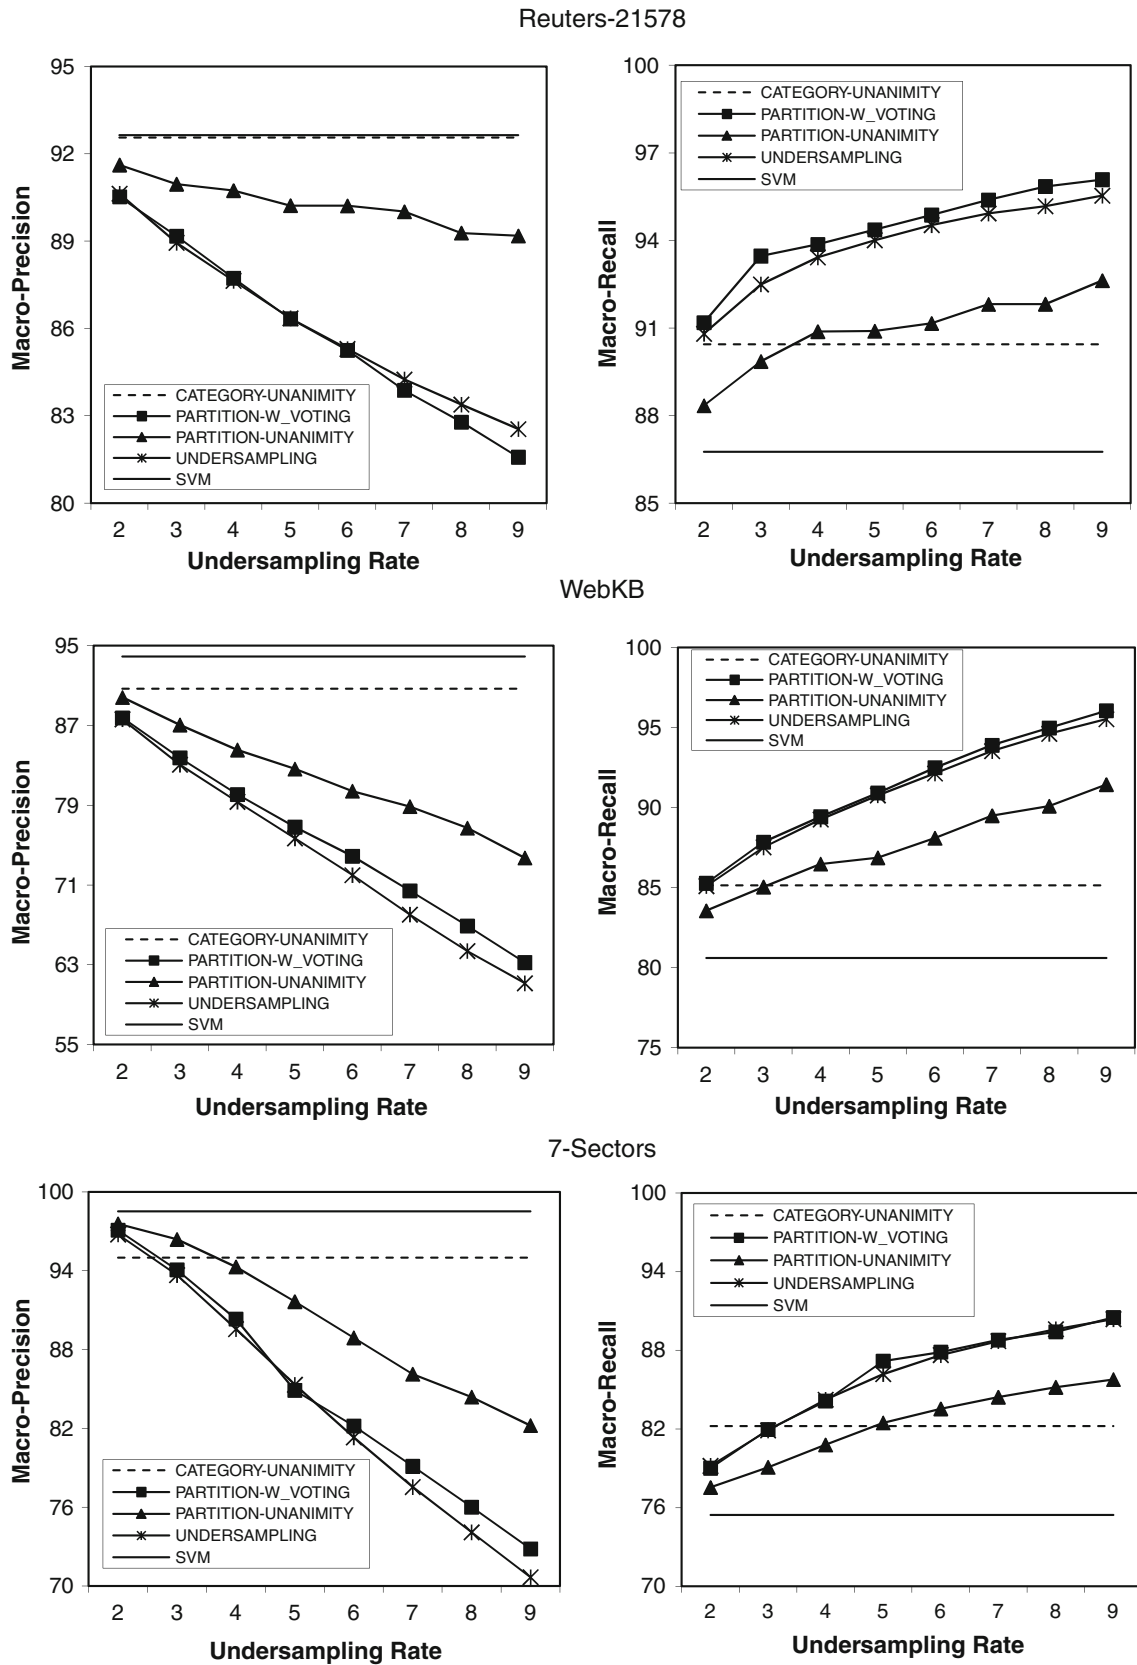 Reuters-21578
95
92
89
86
83
80
Macro-Precision
CATEGORY-UNANIMITY
PARTITION-W_VOTING
PARTITION-UNANIMITY
UNDERSAMPLING
SVM
2 3 4 5 6 7 8 9
Undersampling Rate
100
97
94
91
88
85
Macro-Recall
CATEGORY-UNANIMITY
PARTITION-W_VOTING
PARTITION-UNANIMITY
UNDERSAMPLING
SVM
2 3 4 5 6 7 8 9
Undersampling Rate
WebKB
95
87
79
71
63
55
Macro-Precision
CATEGORY-UNANIMITY
PARTITION-W_VOTING
PARTITION-UNANIMITY
UNDERSAMPLING
SVM
2 3 4 5 6 7 8 9
Undersampling Rate
100
95
90
85
80
75
Macro-Recall
CATEGORY-UNANIMITY
PARTITION-W_VOTING
PARTITION-UNANIMITY
UNDERSAMPLING
SVM
2 3 4 5 6 7 8 9
Undersampling Rate
7-Sectors
100
94
88
82
76
70
Macro-Precision
CATEGORY-UNANIMITY
PARTITION-W_VOTING
PARTITION-UNANIMITY
UNDERSAMPLING
SVM
2 3 4 5 6 7 8 9
Undersampling Rate
100
94
88
82
76
70
Macro-Recall
CATEGORY-UNANIMITY
PARTITION-W_VOTING
PARTITION-UNANIMITY
UNDERSAMPLING
SVM
2 3 4 5 6 7 8 9
Undersampling Rate